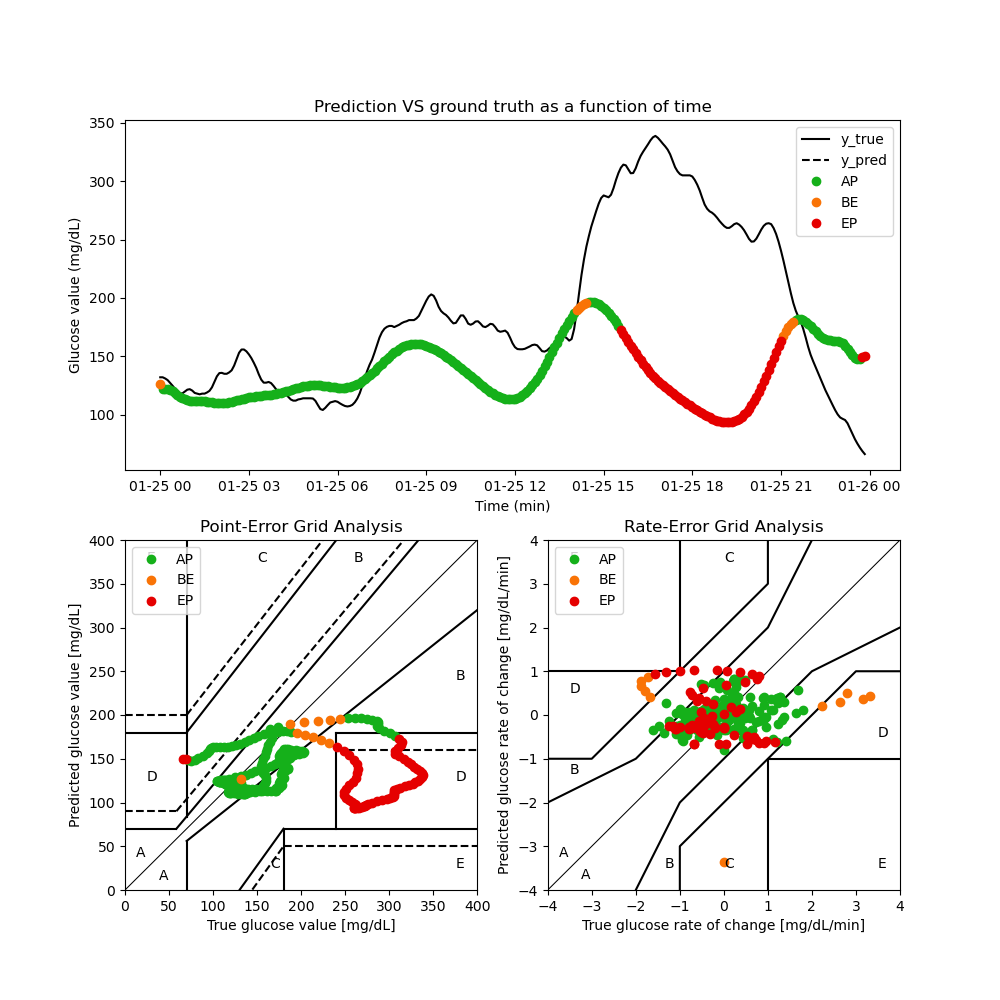 Prediction VS ground truth as a function of time
Glucose value (mg/dL)
350
300
250
200
150
100
y_true
y_pred
AP
BE
EP
01-25 00 01-25 03 01-25 06 01-25 09 01-25 12 01-25 15 01-25 18 01-25 21 01-26 00
Time (min)
Point-Error Grid Analysis
Predicted glucose value [mg/dL]
400
350
300
250
200
150
100
50
0
AP
BE
EP
C
B
B
D
D
A
A
C
E
0 50 100 150 200 250 300 350 400
True glucose value [mg/dL]
Rate-Error Grid Analysis
Predicted glucose rate of change [mg/dL/min]
4
3
2
1
0
−1
−2
−3
−4
AP
BE
EP
C
D
D
B
A
A
B
C
E
−4 −3 −2 −1 0 1 2 3 4
True glucose rate of change [mg/dL/min]